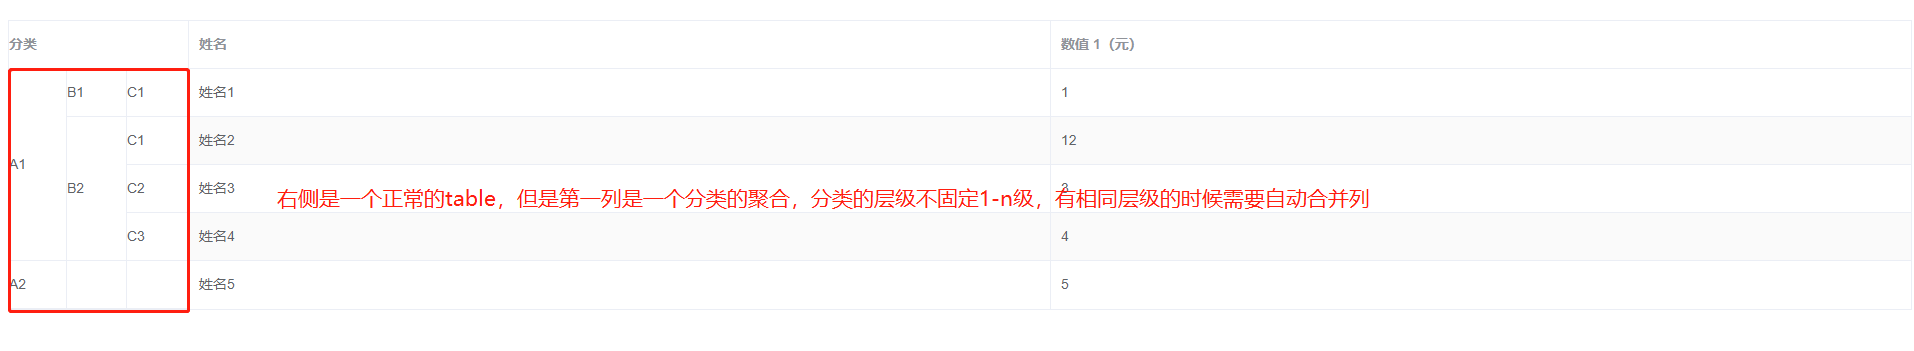 分类 姓名 数值 1（元）
B1 C1 姓名1 1
C1 姓名2 12
A1
B2 C2 姓名3 3
右侧是一个正常的table，但是第一列是一个分类的聚合，分类的层级不固定1-n级，有相同层级的时候需要自动合并列
C3 姓名4 4
A2 姓名5 5